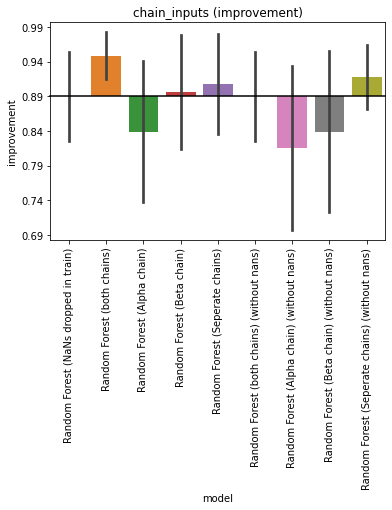 chain_inputs (improvement)
0.99
0.94
0.89
0.84
0.79
0.74
0.69
improvement
Random Forest (NaNs dropped in train)
Random Forest (both chains)
Random Forest (Alpha chain)
Random Forest (Beta chain)
Random Forest (Seperate chains)
Random Forest (both chains) (without nans)
Random Forest (Alpha chain) (without nans)
Random Forest (Beta chain) (without nans)
Random Forest (Seperate chains) (without nans)
model